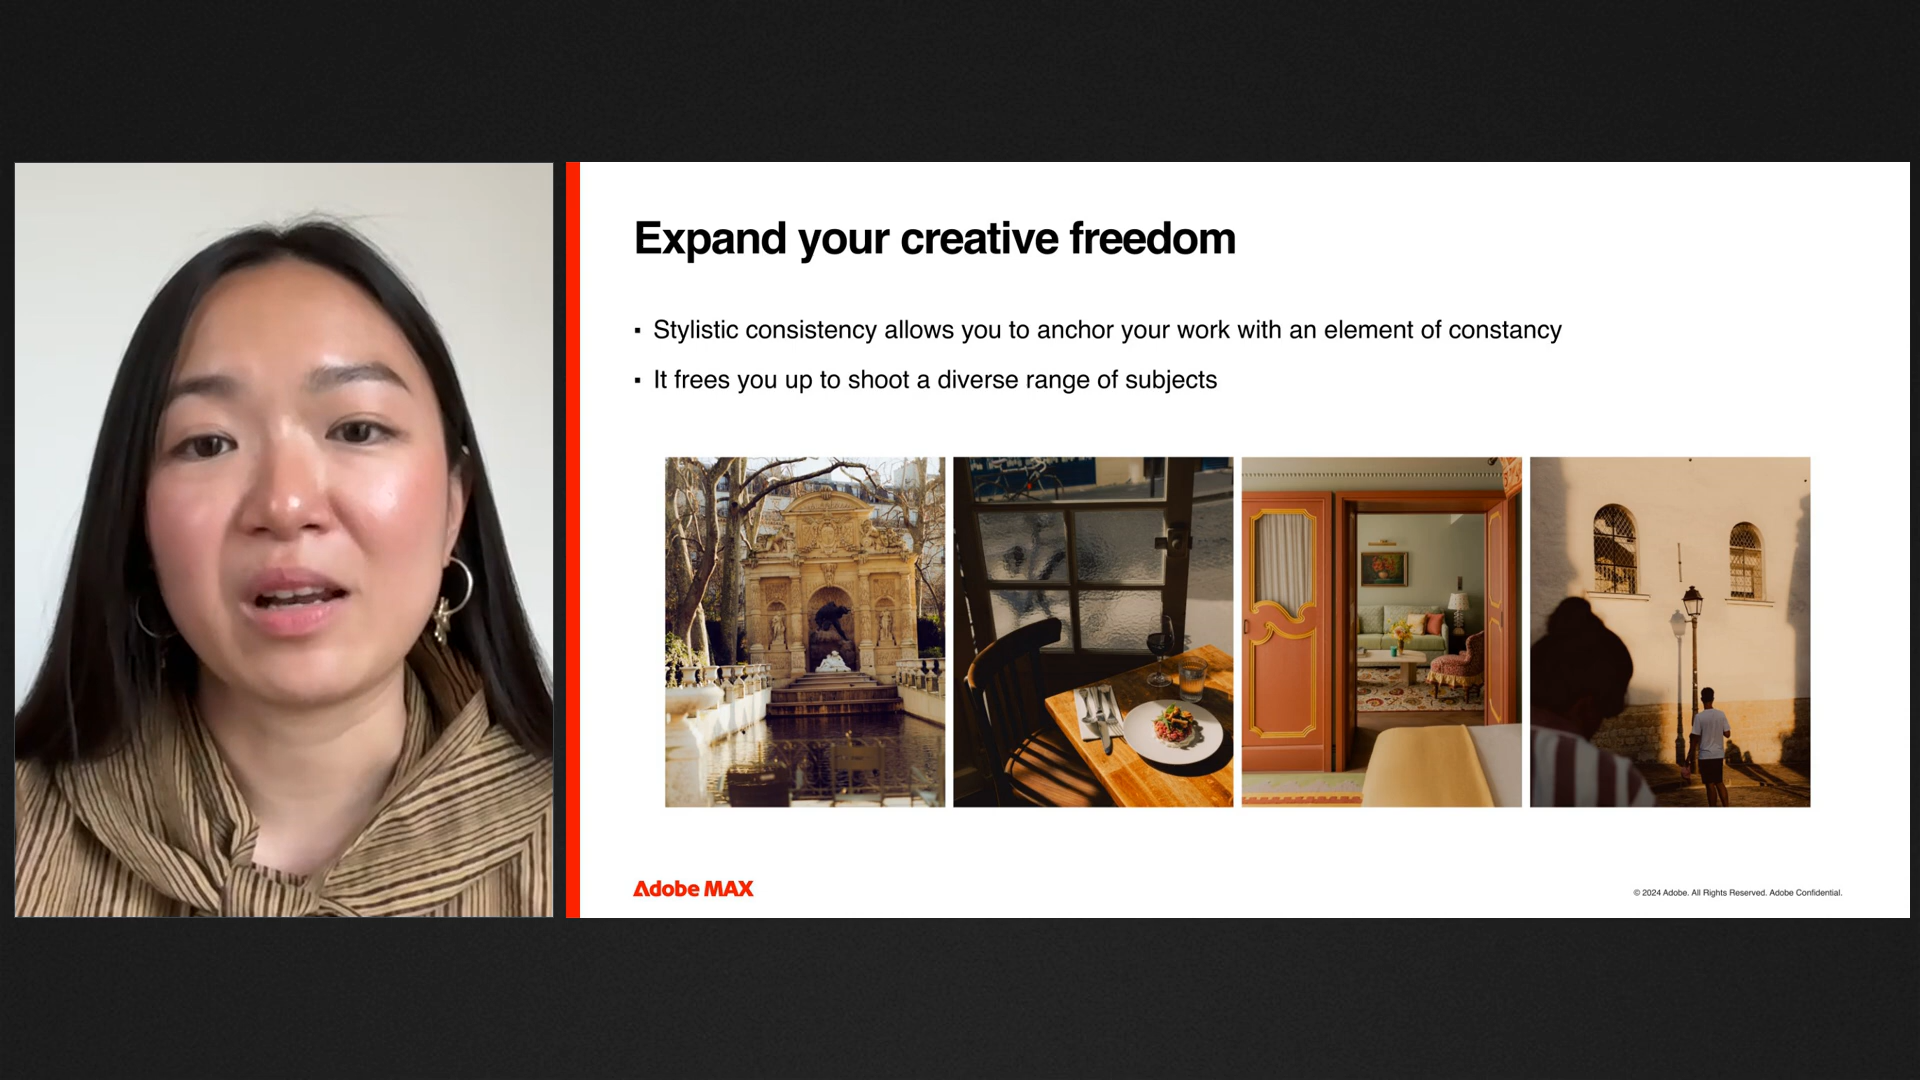 Expand your creative freedom
▪ Stylistic consistency allows you to anchor your work with an element of constancy
▪ It frees you up to shoot a diverse range of subjects
Adobe MAX
© 2024 Adobe. All Rights Reserved. Adobe Confidential.